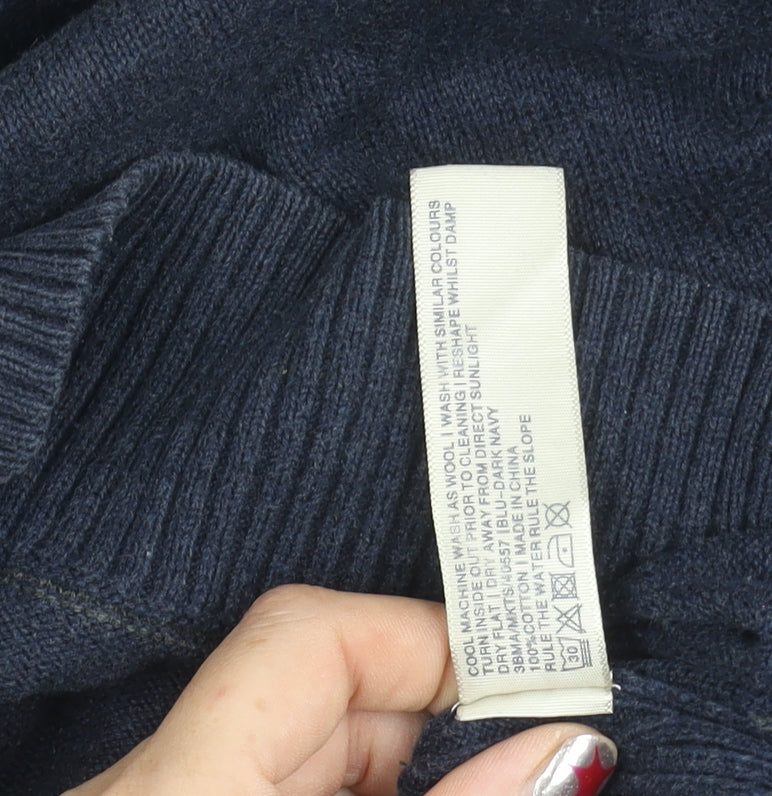 COOL MACHINE WASH AS WOOL | WASH WITH SIMILAR COLOURS
TURN INSIDE OUT PRIOR TO CLEANING | RESHAPE WHILST DAMP
DRY FLAT | DRY AWAY FROM DIRECT SUNLIGHT
3BMA/MKTS/40557 | BLU-DARK NAVY
100% COTTON | MADE IN CHINA
RULE THE WATER RULE THE SLOPE
30